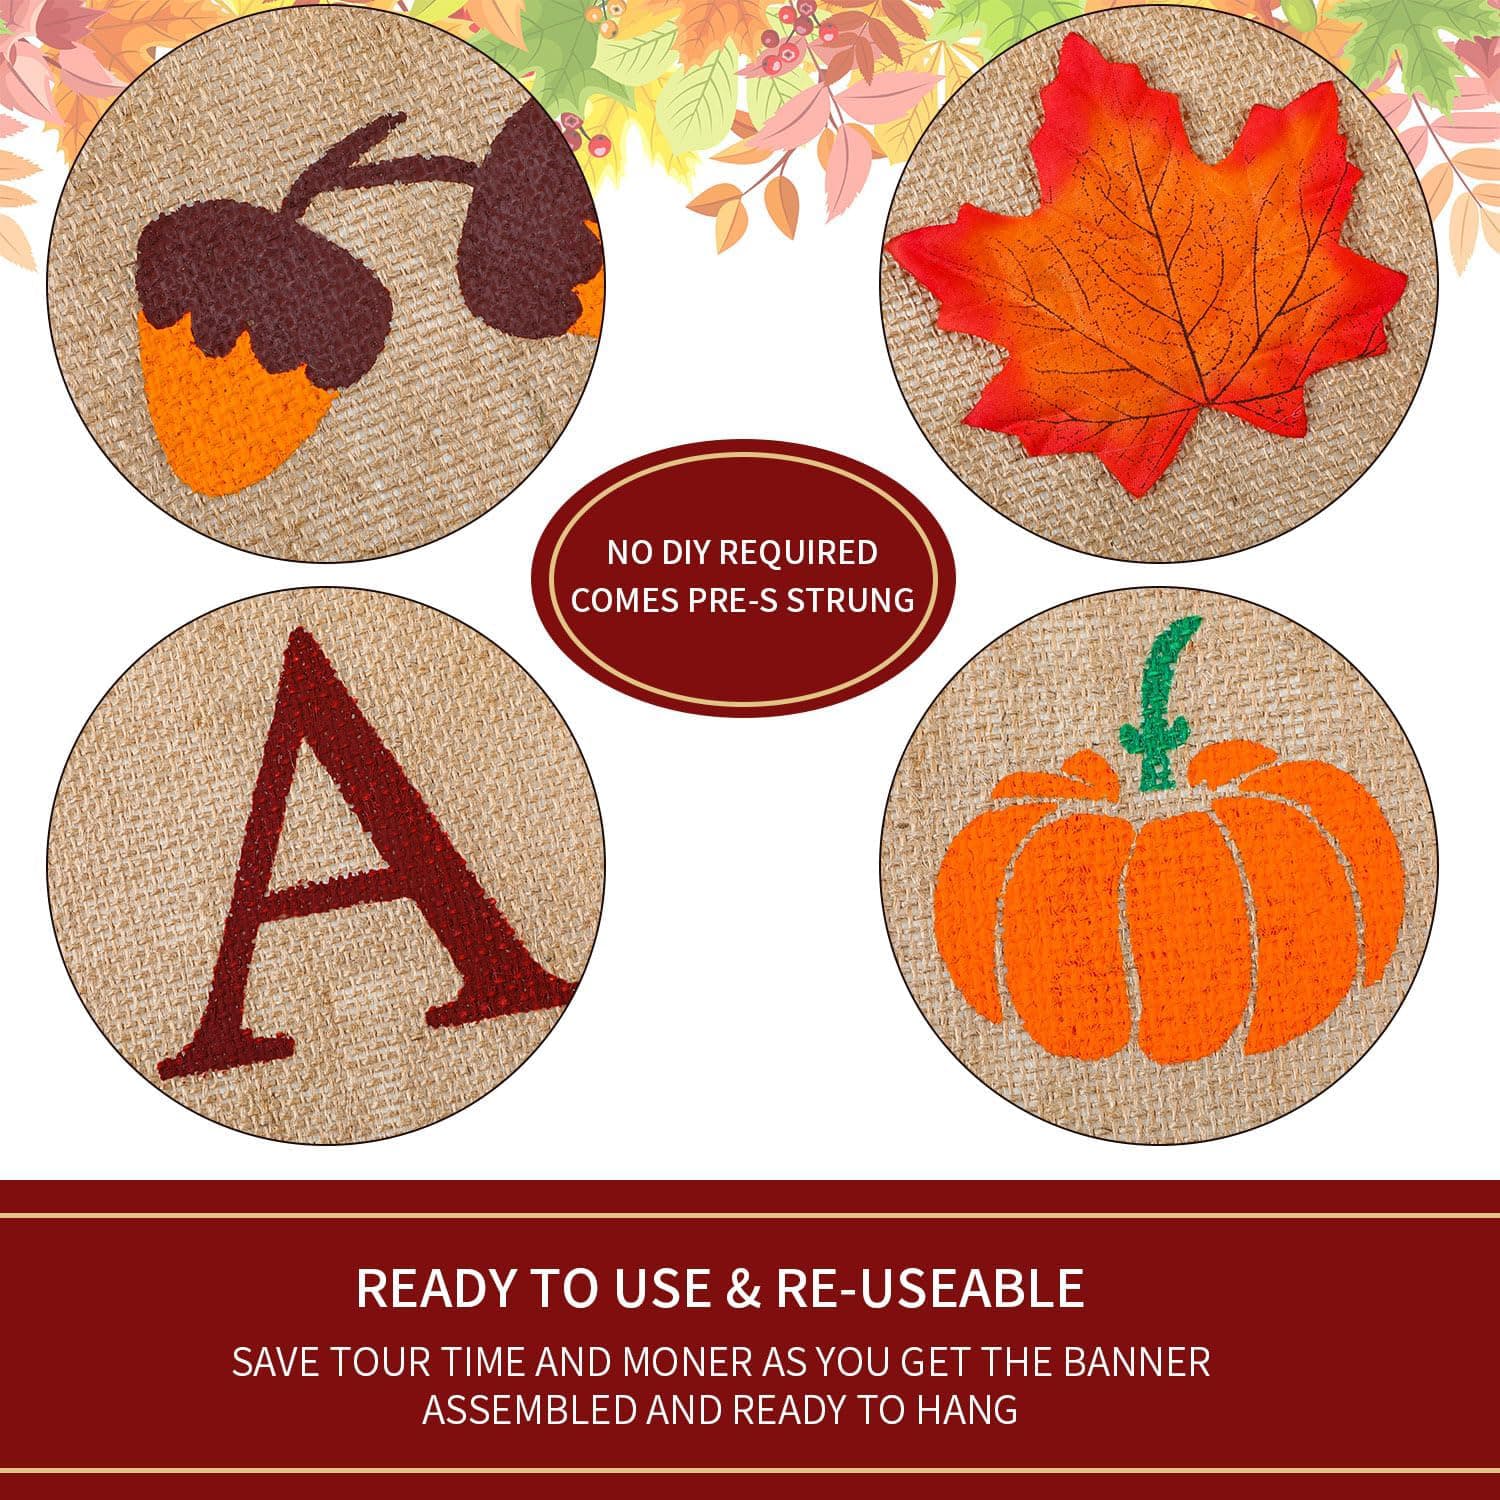 NO DIY REQUIRED
COMES PRE-S STRUNG
A
READY TO USE & RE-USEABLE
SAVE TOUR TIME AND MONER AS YOU GET THE BANNER
ASSEMBLED AND READY TO HANG